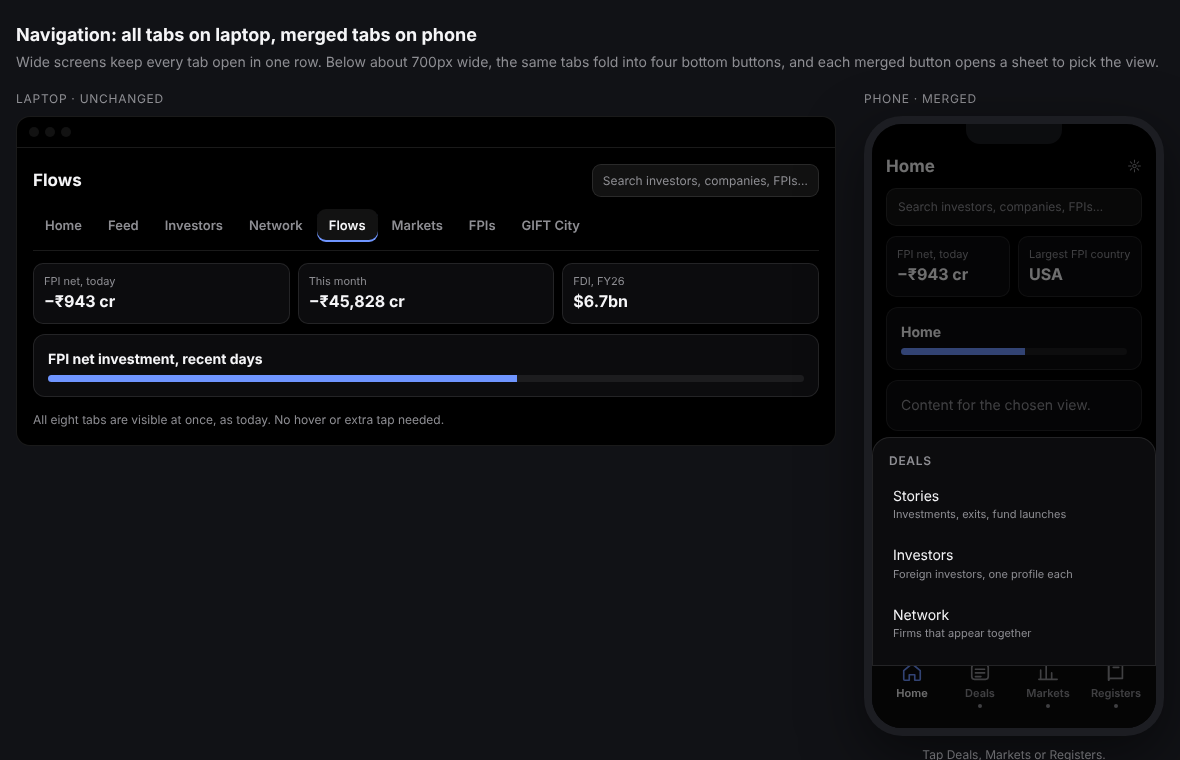 Navigation: all tabs on laptop, merged tabs on phone
Wide screens keep every tab open in one row. Below about 700px wide, the same tabs fold into four bottom buttons, and each merged button opens a sheet to pick the view.
LAPTOP · UNCHANGED
Flows
Search investors, companies, FPIs...
Home Feed Investors Network Flows Markets FPIs GIFT City
FPI net, today
−₹943 cr
This month
−₹45,828 cr
FDI, FY26
$6.7bn
FPI net investment, recent days
All eight tabs are visible at once, as today. No hover or extra tap needed.
PHONE · MERGED
Home
Search investors, companies, FPIs...
FPI net, today
−₹943 cr
Largest FPI country
USA
Home
Content for the chosen view.
DEALS
Stories
Investments, exits, fund launches
Investors
Foreign investors, one profile each
Network
Firms that appear together
Home Deals Markets Registers
Tap Deals, Markets or Registers.